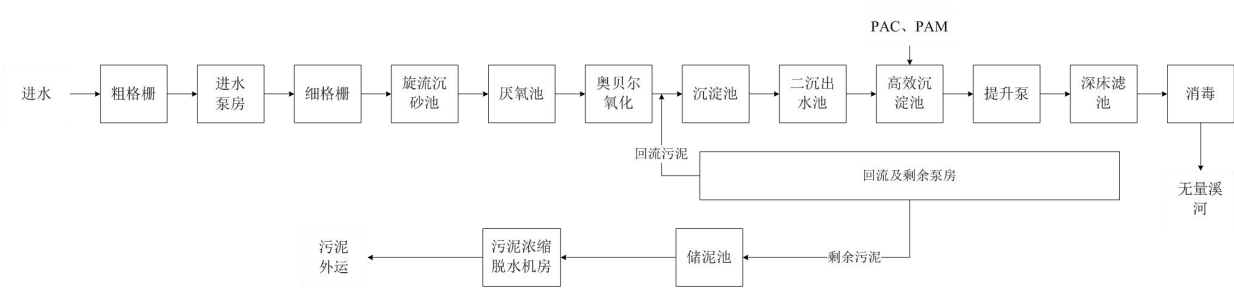 PAC、PAM
进水
粗格栅
进水
泵房
细格栅
旋流沉
砂池
厌氧池
奥贝尔
氧化
沉淀池
二沉出
水池
高效沉
淀池
提升泵
深床滤
池
消毒
回流污泥
回流及剩余泵房
无量溪
河
污泥
外运
污泥浓缩
脱水机房
储泥池
剩余污泥